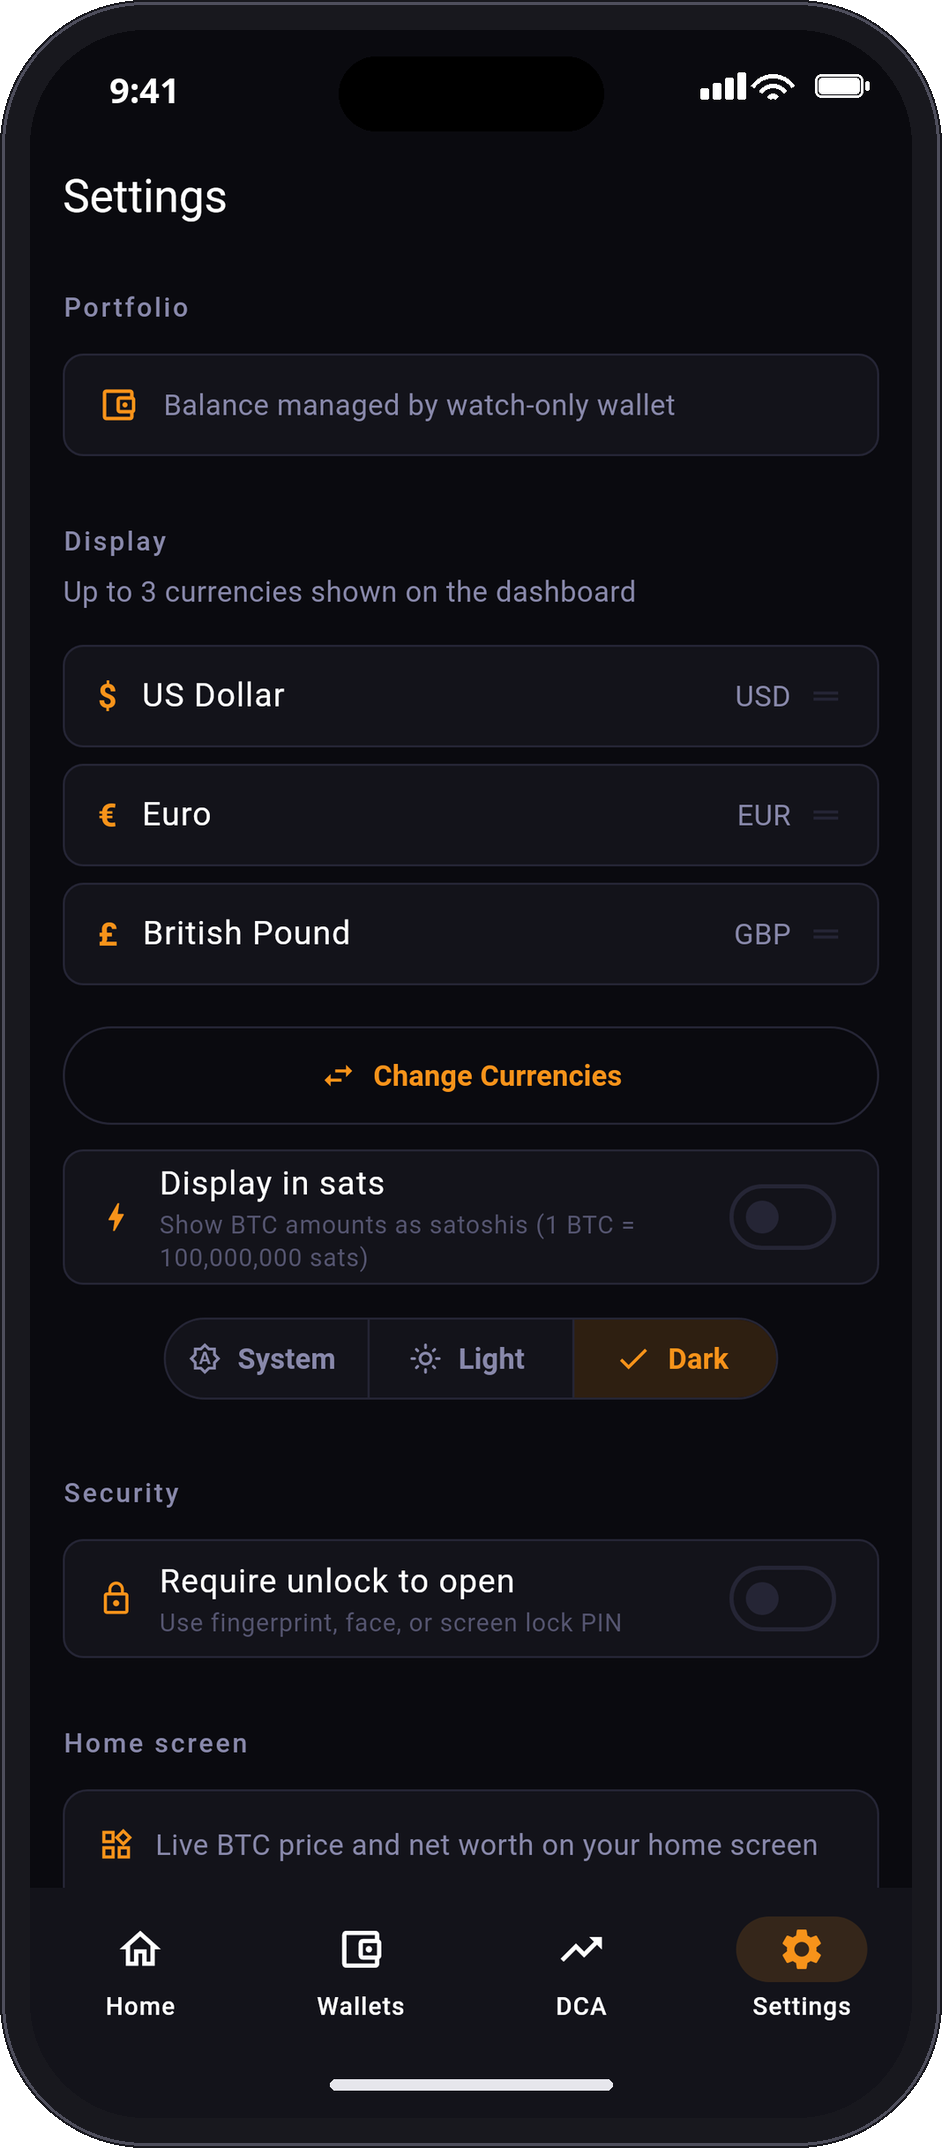 9:41
Settings
Portfolio
Balance managed by watch-only wallet
Display
Up to 3 currencies shown on the dashboard
$ US Dollar USD
€ Euro EUR
£ British Pound GBP
Change Currencies
Display in sats
Show BTC amounts as satoshis (1 BTC =
100,000,000 sats)
System Light Dark
Security
Require unlock to open
Use fingerprint, face, or screen lock PIN
Home screen
Live BTC price and net worth on your home screen
Home Wallets DCA Settings